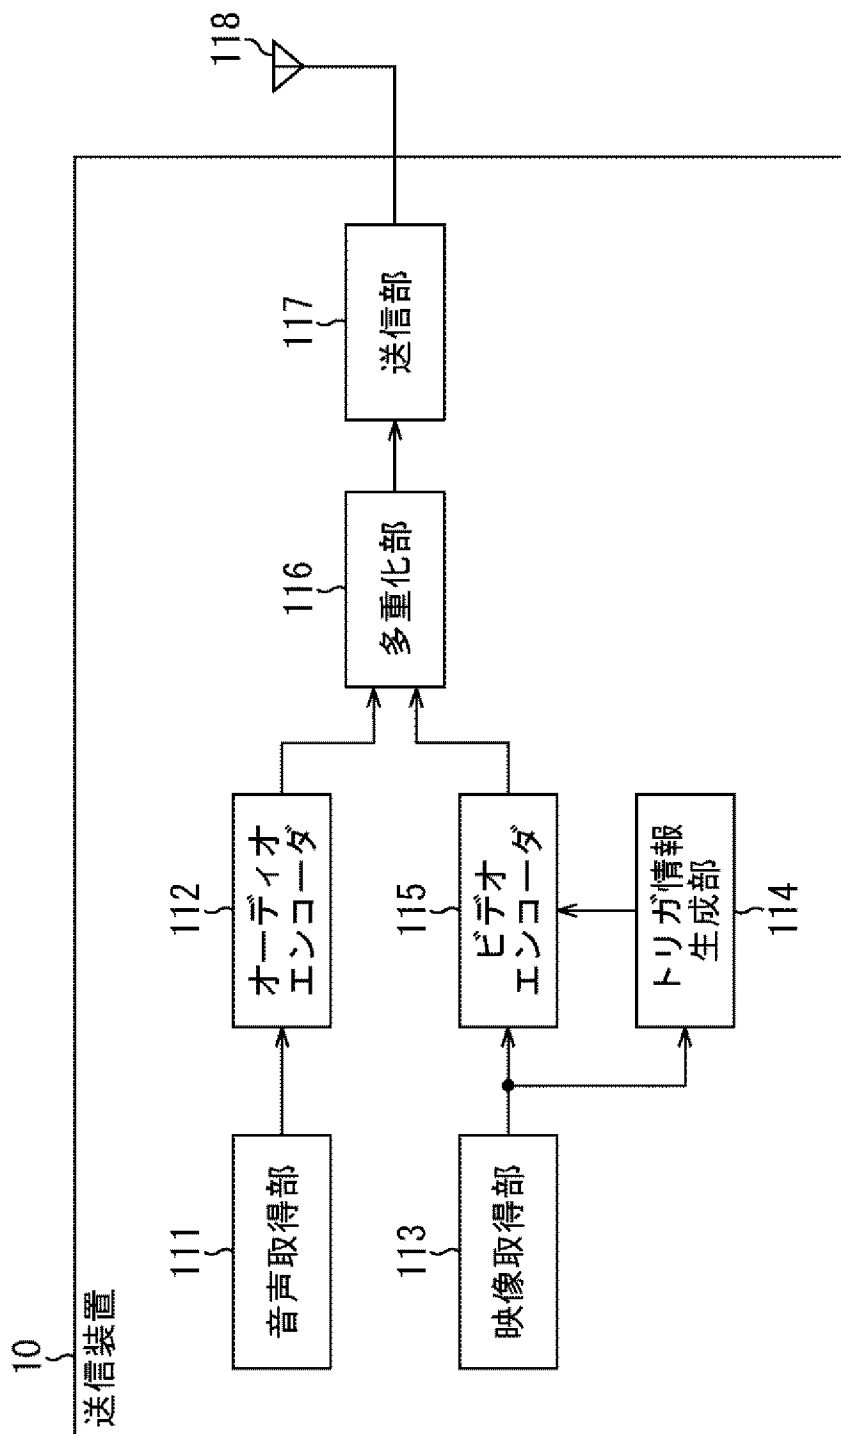 10
送信装置
111
音声取得部
112
オーディオ
エンコーダ
113
映像取得部
115
ビデオ
エンコーダ
トリガ情報
生成部
114
116
多重化部
117
送信部
118